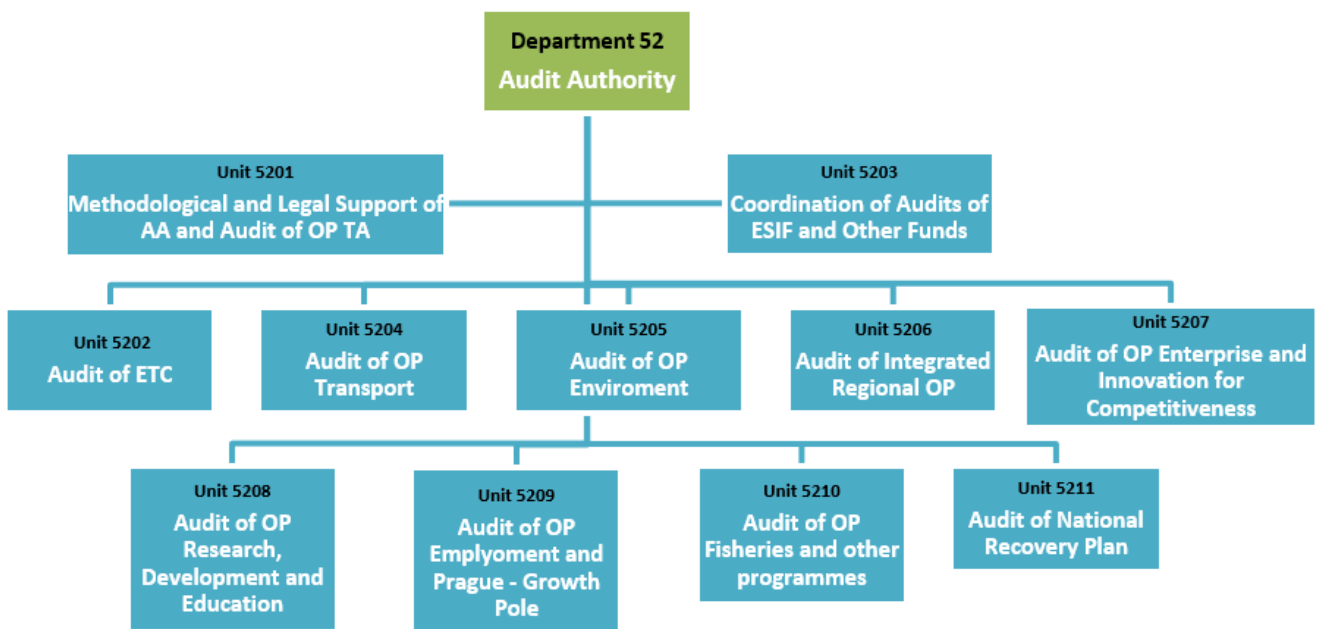 Department 52
Audit Authority
Unit 5201
Methodological and Legal Support of
AA and Audit of OP TA
Unit 5203
Coordination of Audits of
ESIF and Other Funds
Unit 5202
Audit of ETC
Unit 5204
Audit of OP
Transport
Unit 5205
Audit of OP
Enviroment
Unit 5206
Audit of Integrated
Regional OP
Unit 5207
Audit of OP Enterprise and
Innovation for
Competitiveness
Unit 5208
Audit of OP
Research,
Development and
Education
Unit 5209
Audit of OP
Emplyoment and
Prague - Growth
Pole
Unit 5210
Audit of OP
Fisheries and other
programmes
Unit 5211
Audit of National
Recovery Plan